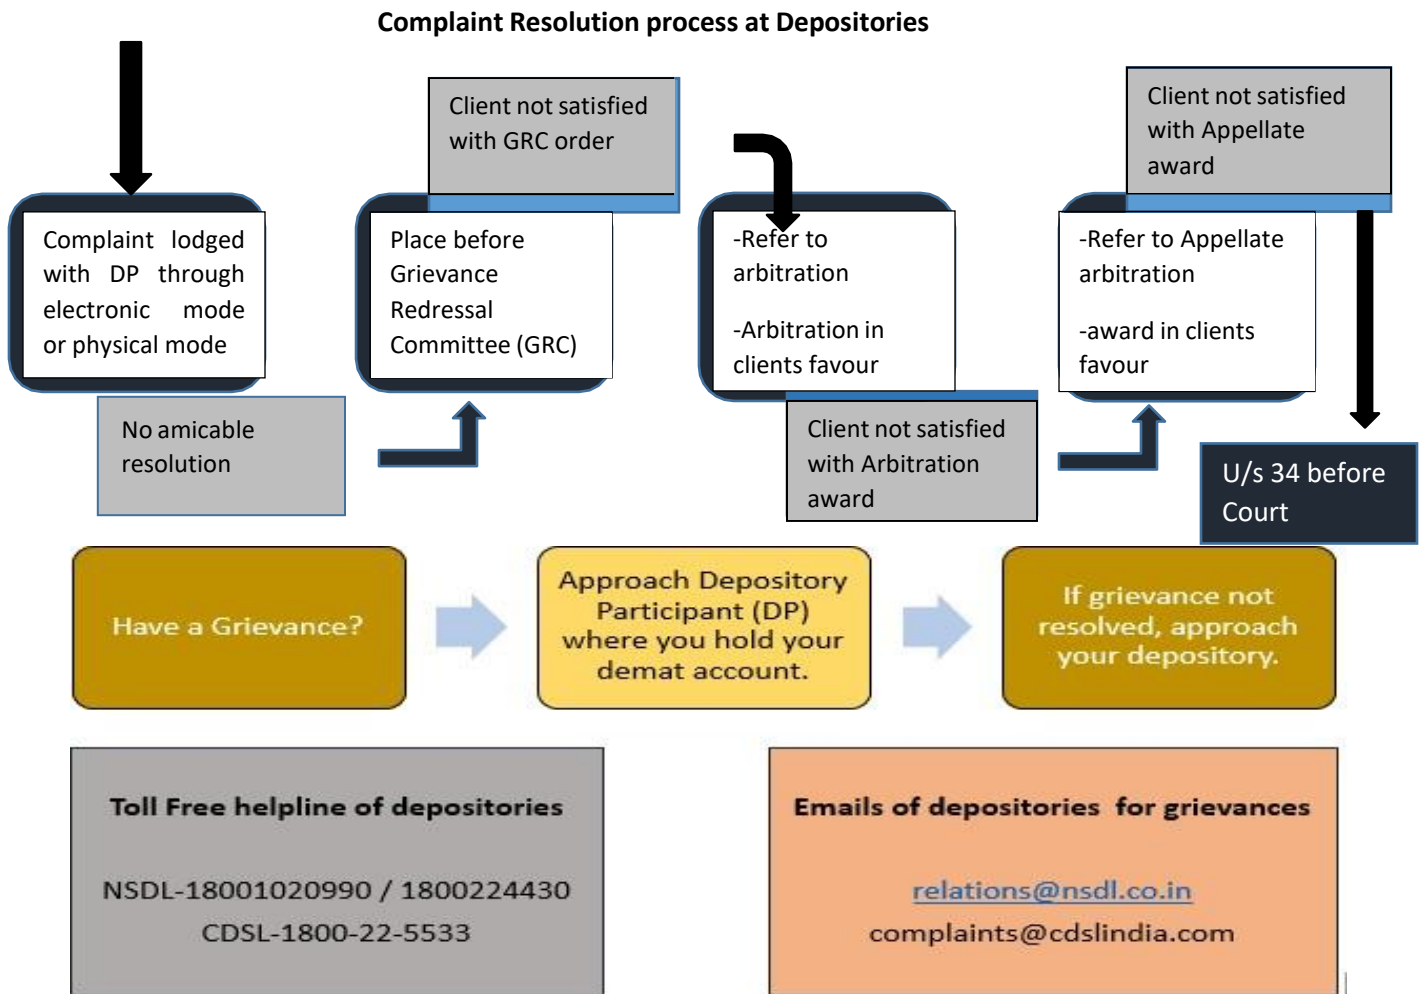 Complaint Resolution process at Depositories
Client not satisfied
with GRC order
Client not satisfied
with Appellate
award
Complaint lodged
with DP through
electronic mode
or physical mode
Place before
Grievance
Redressal
Committee (GRC)
-Refer to
arbitration
-Arbitration in
clients favour
-Refer to Appellate
arbitration
-award in clients
favour
No amicable
resolution
Client not satisfied
with Arbitration
award
U/s 34 before
Court
Have a Grievance?
Approach Depository
Participant (DP)
where you hold your
demat account.
If grievance not
resolved, approach
your depository.
Toll Free helpline of depositories
NSDL-18001020990 / 1800224430
CDSL-1800-22-5533
Emails of depositories for grievances
relations@nsdl.co.in
complaints@cdslindia.com